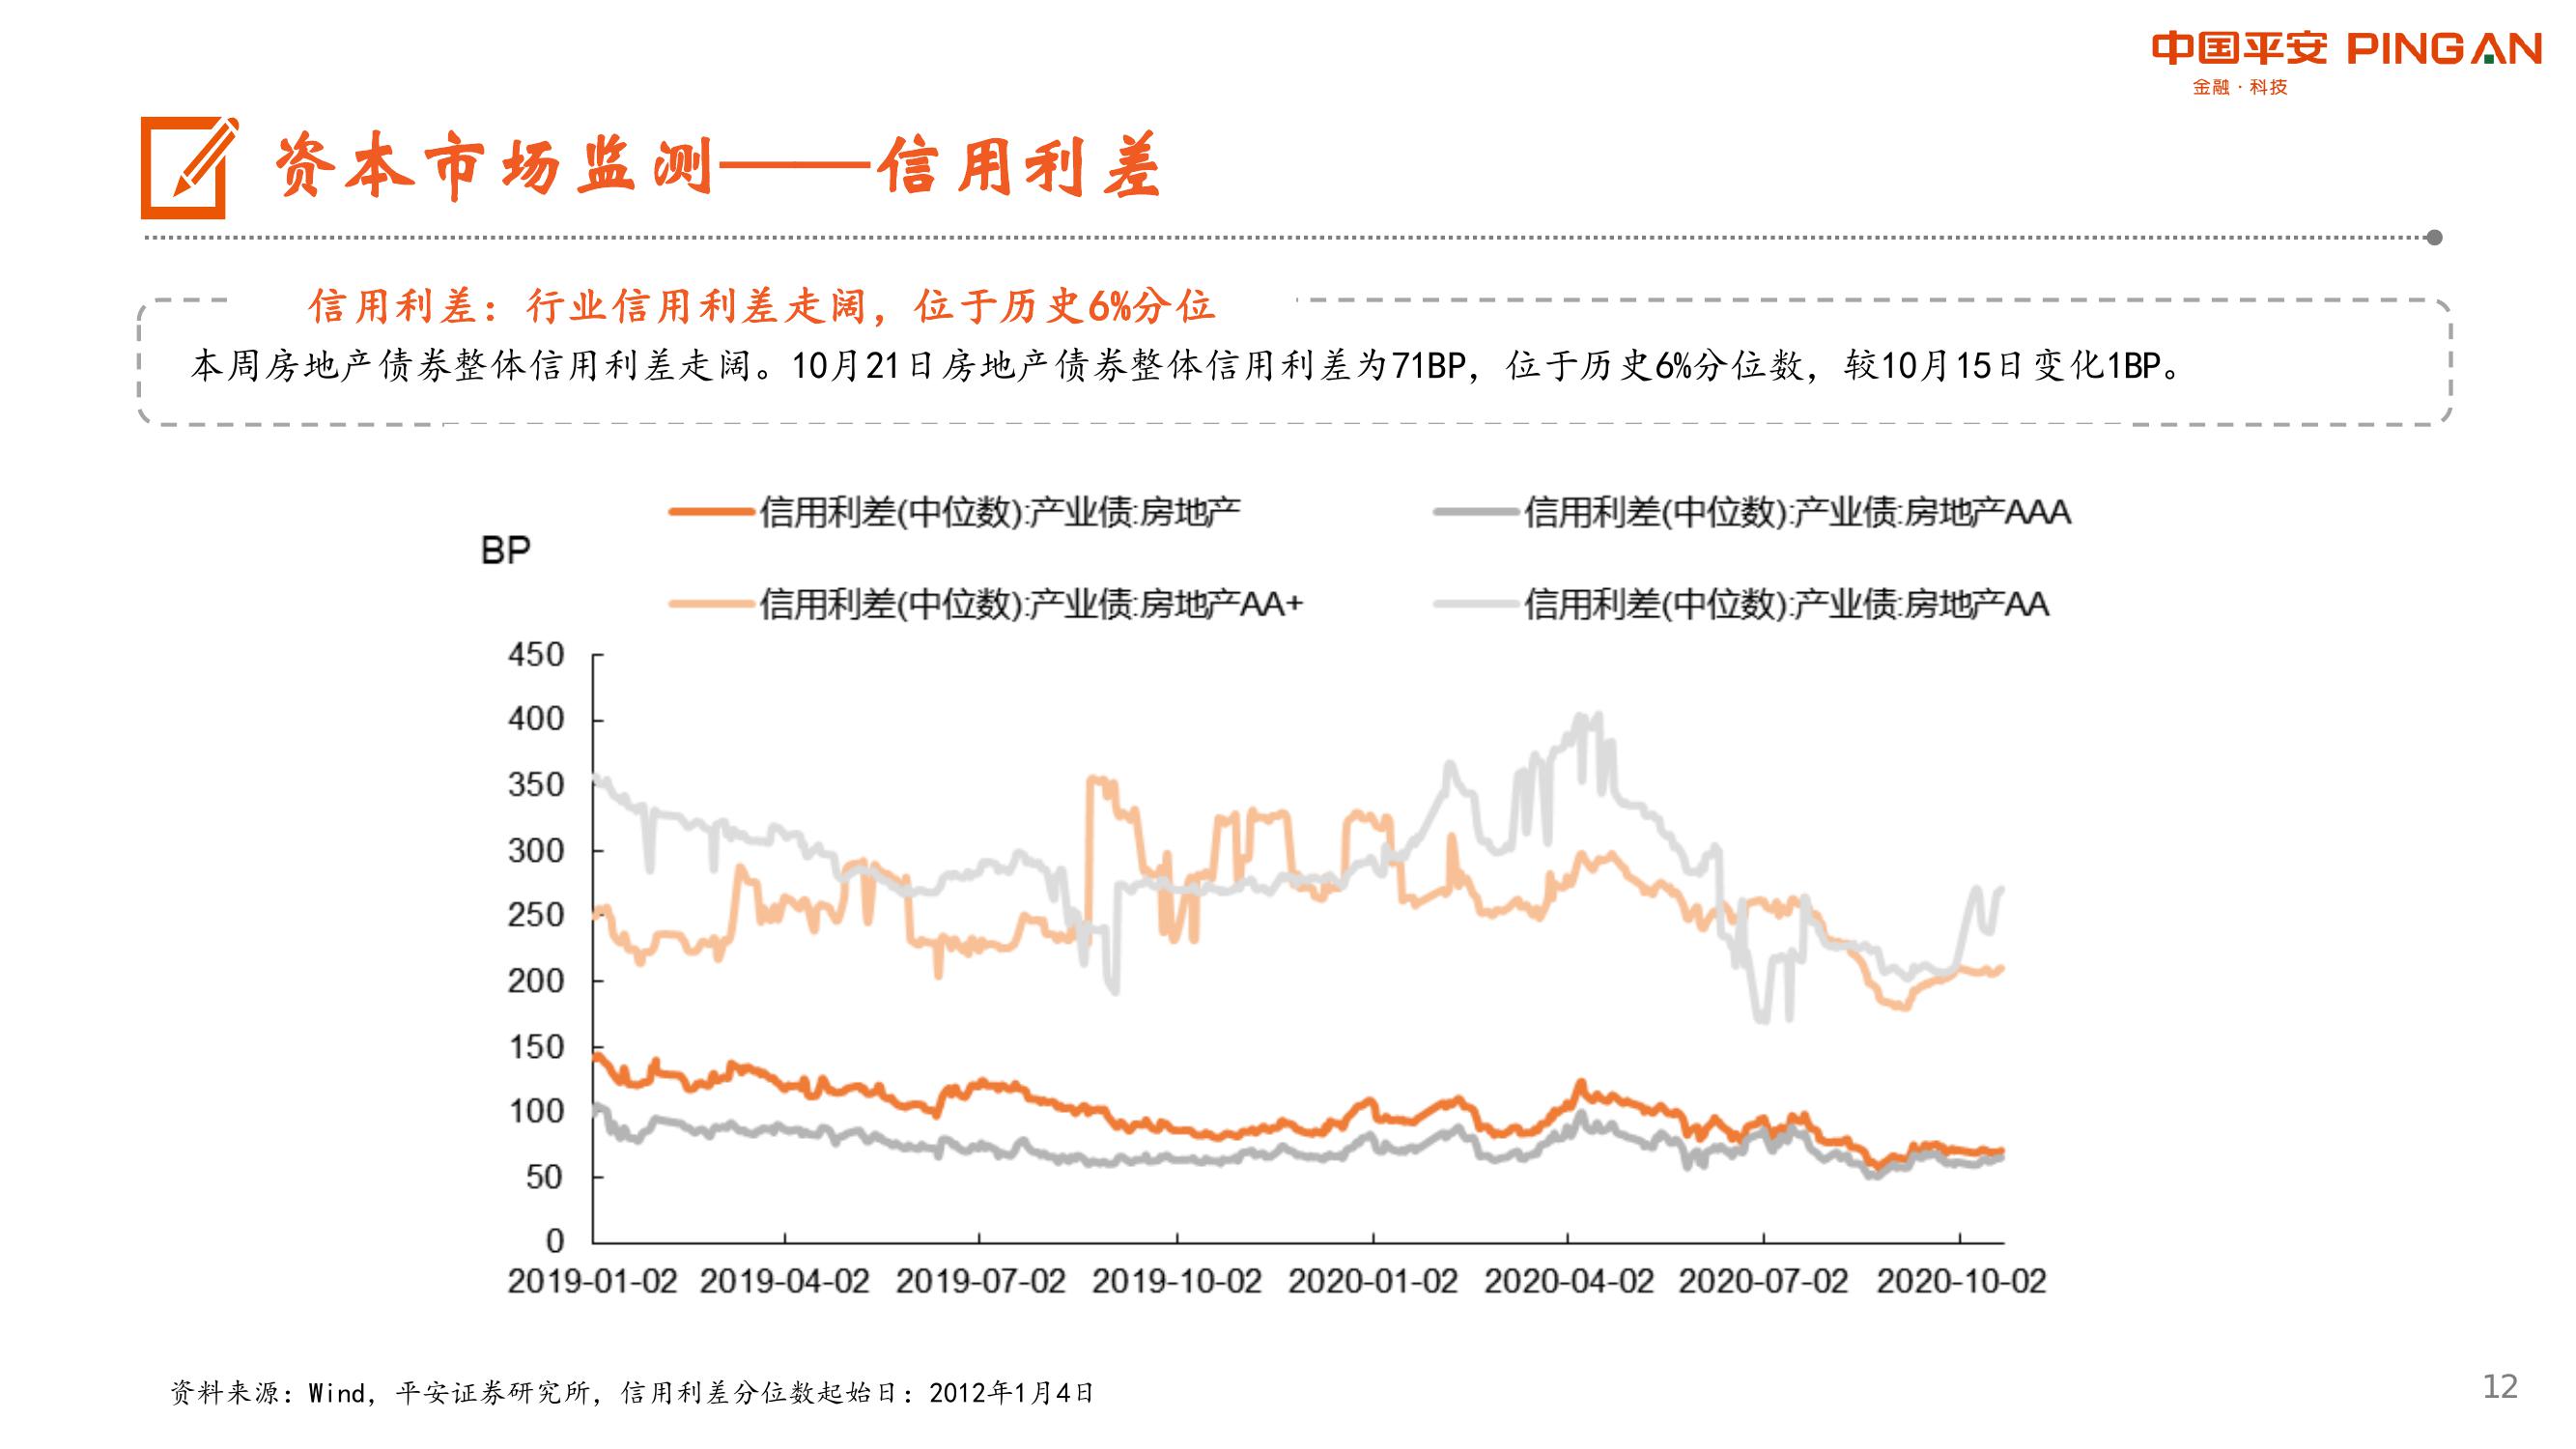 中国平安 PINGAN
金融·科技
资本市场监测——信用利差
信用利差：行业信用利差走阔，位于历史6%分位
本周房地产债券整体信用利差走阔。10月21日房地产债券整体信用利差为71BP，位于历史6%分位数，较10月15日变化1BP。
信用利差(中位数):产业债:房地产 信用利差(中位数):产业债:房地产AAA
BP
信用利差(中位数):产业债:房地产AA+ 信用利差(中位数):产业债:房地产AA
450
400
350
300
250
200
150
100
50
0
2019-01-02 2019-04-02 2019-07-02 2019-10-02 2020-01-02 2020-04-02 2020-07-02 2020-10-02
资料来源：Wind，平安证券研究所，信用利差分位数起始日：2012年1月4日
12